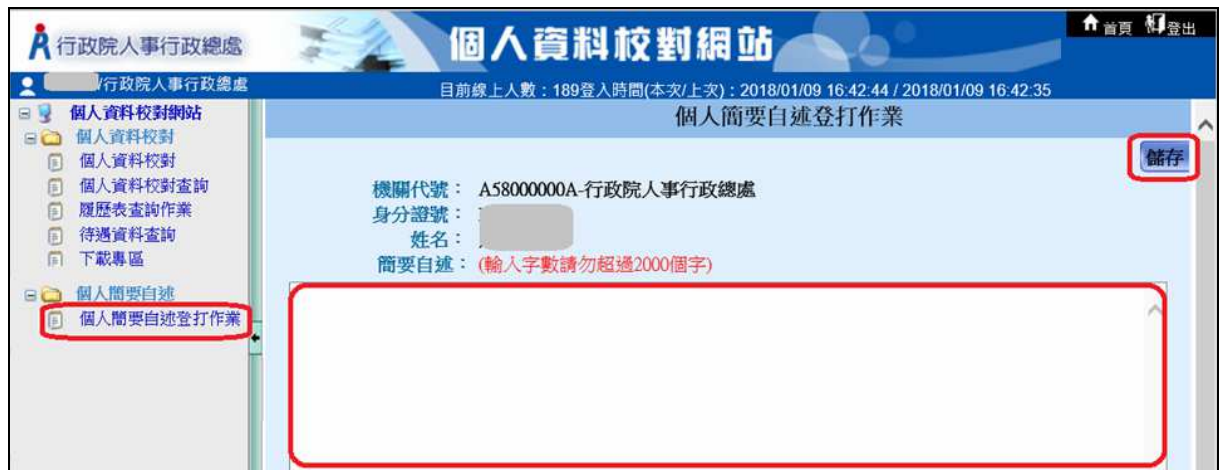 行政院人事行政總處
個人資料校對網站
首頁 登出
/行政院人事行政總處
目前線上人數：189登入時間(本次/上次)：2018/01/09 16:42:44 / 2018/01/09 16:42:35
個人資料校對網站
個人資料校對
個人資料校對
個人資料校對查詢
履歷表查詢作業
待遇資料查詢
下載專區
個人簡要自述
個人簡要自述登打作業
個人簡要自述登打作業
儲存
機關代號： A58000000A-行政院人事行政總處
身分證號：
姓名：
簡要自述： (輸入字數請勿超過2000個字)